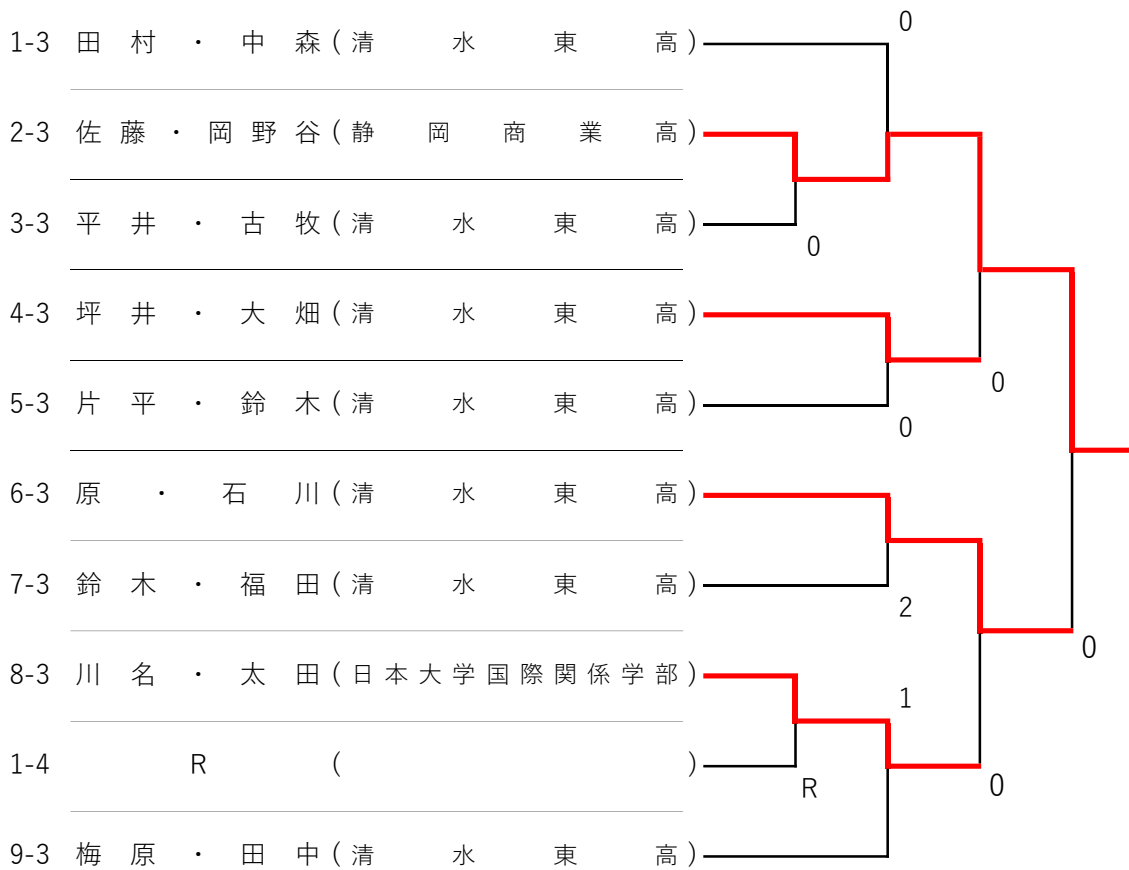 0
1-3 田村・中森(清水東高)
2-3 佐藤・岡野谷(静岡商業高)
3-3 平井・古牧(清水東高)
0
4-3 坪井・大畑(清水東高)
0
5-3 片平・鈴木(清水東高)
0
6-3 原・石川(清水東高)
7-3 鈴木・福田(清水東高)
2
0
8-3 川名・太田(日本大学国際関係学部)
1
1-4 R ( )
R
0
9-3 梅原・田中(清水東高)